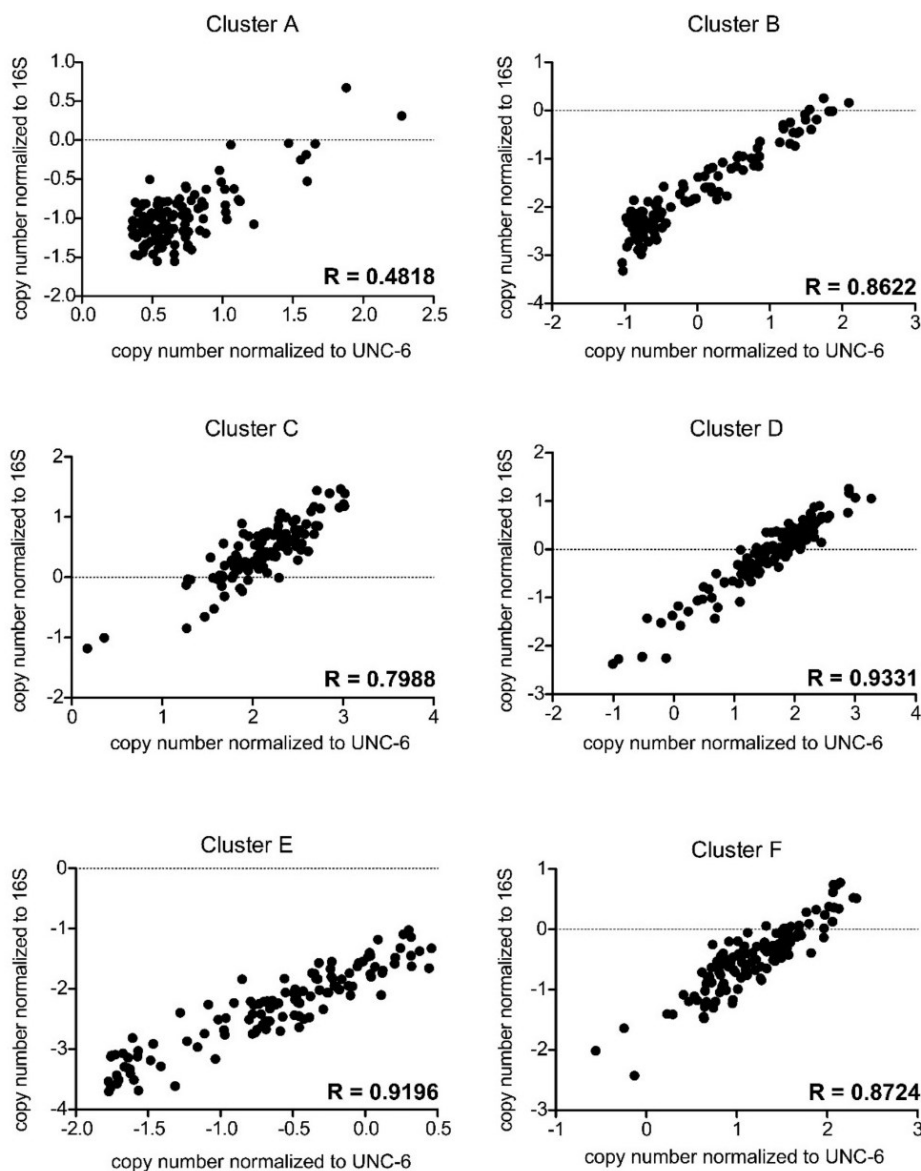 Cluster A
copy number normalized to 16S
1.0
0.5
0.0
-0.5
-1.0
-1.5
-2.0
R = 0.4818
0.0 0.5 1.0 1.5 2.0 2.5
copy number normalized to UNC-6
Cluster B
copy number normalized to 16S
1
0
-1
-2
-3
-4
R = 0.8622
-2 -1 0 1 2 3
copy number normalized to UNC-6
Cluster C
copy number normalized to 16S
2
1
0
-1
-2
R = 0.7988
0 1 2 3 4
copy number normalized to UNC-6
Cluster D
copy number normalized to 16S
2
1
0
-1
-2
-3
R = 0.9331
-2 -1 0 1 2 3 4
copy number normalized to UNC-6
Cluster E
copy number normalized to 16S
0
-1
-2
-3
-4
R = 0.9196
-2.0 -1.5 -1.0 -0.5 0.0 0.5
copy number normalized to UNC-6
Cluster F
copy number normalized to 16S
1
0
-1
-2
-3
R = 0.8724
-1 0 1 2 3
copy number normalized to UNC-6